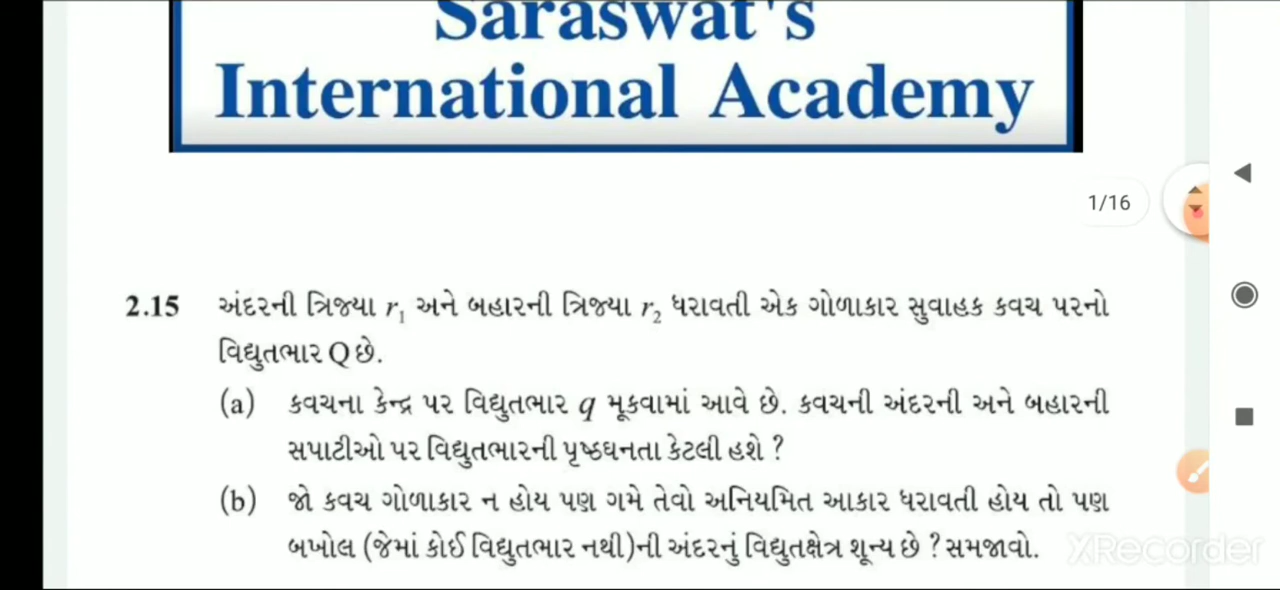 Saraswat's
International Academy
1/16
2.15 અંદરની ત્રિજ્યા r₁ અને બહારની ત્રિજ્યા r₂ ધરાવતી એક ગોળાકાર સુવાહક કવચ પરનો
વિદ્યુતભાર Q છે.
(a) કવચના કેન્દ્ર પર વિદ્યુતભાર q મૂકવામાં આવે છે. કવચની અંદરની અને બહારની
સપાટીઓ પર વિદ્યુતભારની પૃષ્ઠઘનતા કેટલી હશે ?
(b) જો કવચ ગોળાકાર ન હોય પણ ગમે તેવો અનિયમિત આકાર ધરાવતી હોય તો પણ
બખોલ (જેમાં કોઈ વિદ્યુતભાર નથી)ની અંદરનું વિદ્યુતક્ષેત્ર શૂન્ય છે ? સમજાવો.
XRecorder